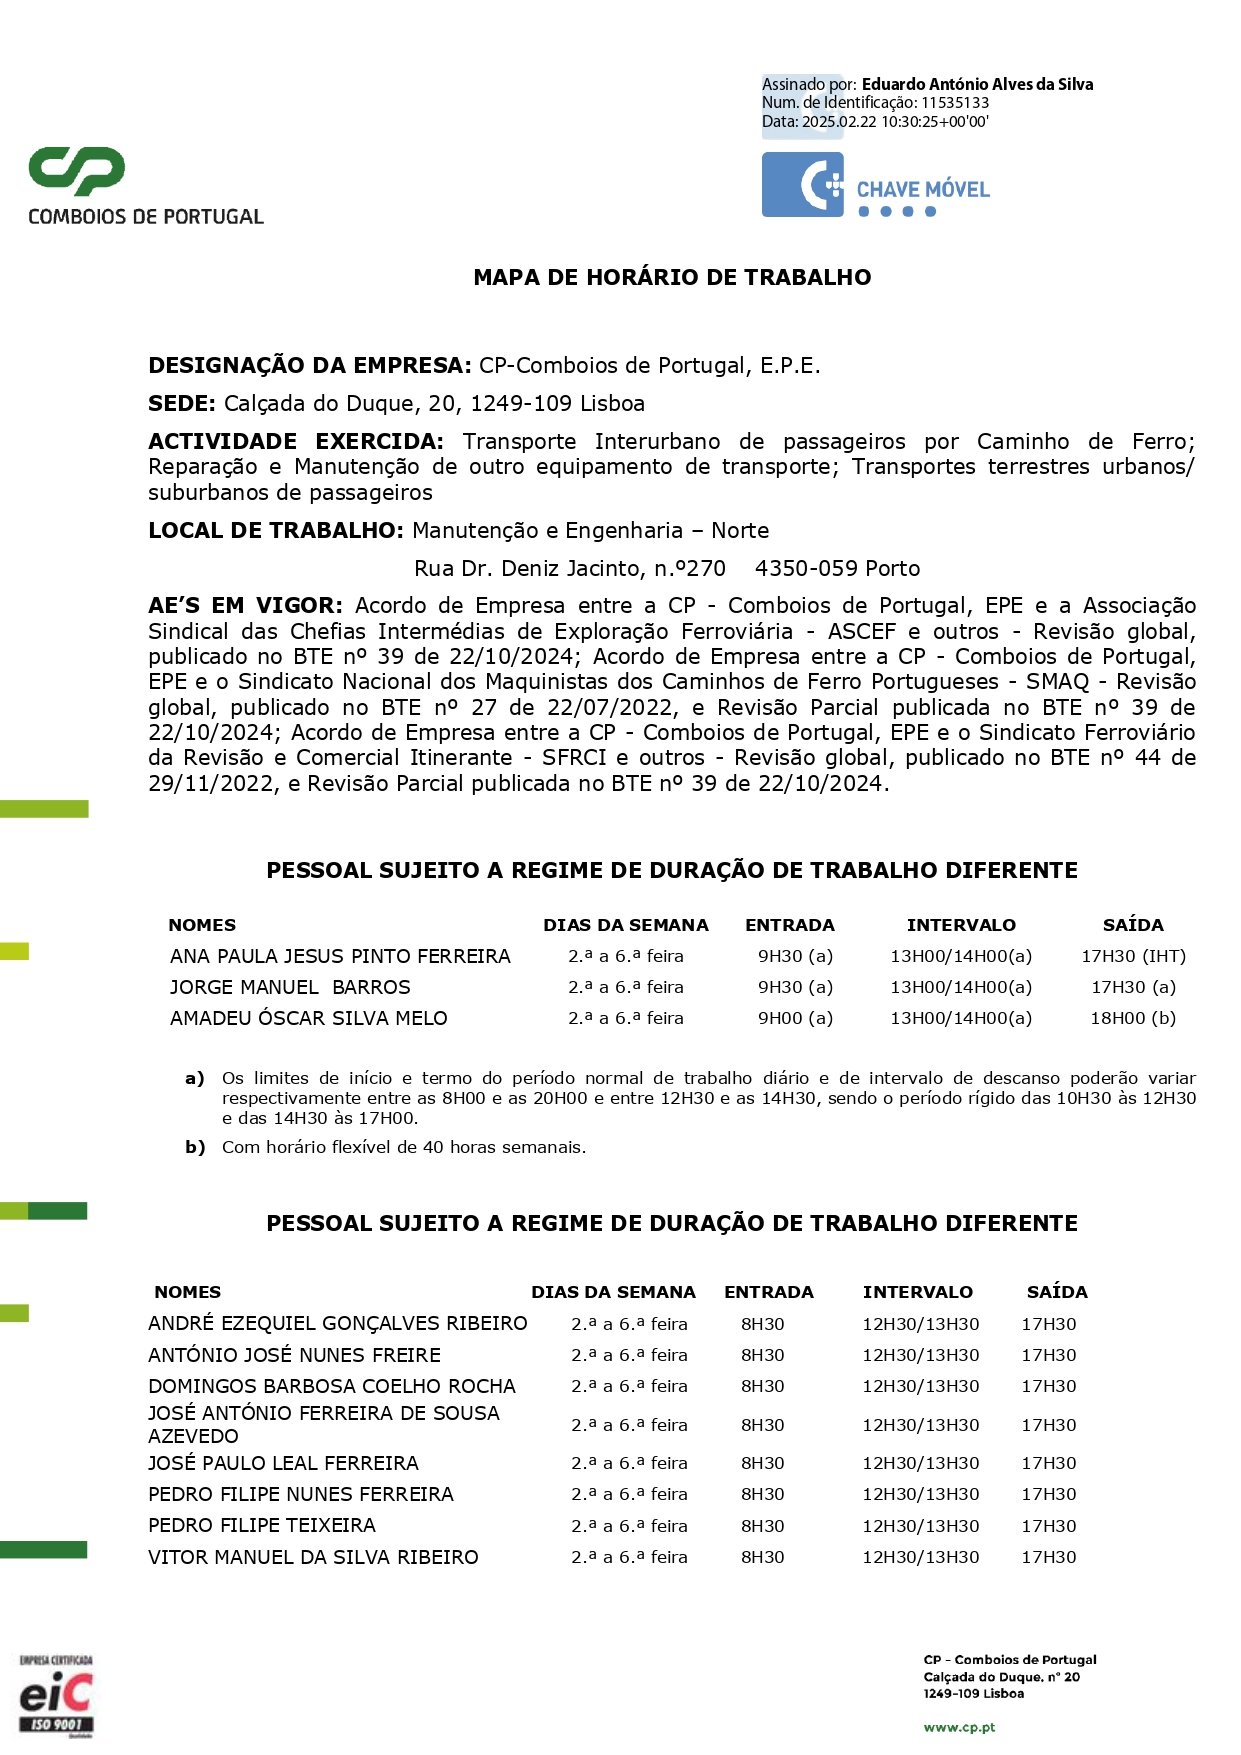 Assinado por: Eduardo António Alves da Silva
Num. de Identificação: 11535133
Data: 2025.02.22 10:30:25+00'00'
CHAVE MÓVEL
CP
COMBOIOS DE PORTUGAL
MAPA DE HORÁRIO DE TRABALHO
DESIGNAÇÃO DA EMPRESA: CP-Comboios de Portugal, E.P.E.
SEDE: Calçada do Duque, 20, 1249-109 Lisboa
ACTIVIDADE EXERCIDA: Transporte Interurbano de passageiros por Caminho de Ferro;
Reparação e Manutenção de outro equipamento de transporte; Transportes terrestres urbanos/
suburbanos de passageiros
LOCAL DE TRABALHO: Manutenção e Engenharia – Norte
Rua Dr. Deniz Jacinto, n.º270 4350-059 Porto
AE’S EM VIGOR: Acordo de Empresa entre a CP - Comboios de Portugal, EPE e a Associação
Sindical das Chefias Intermédias de Exploração Ferroviária - ASCEF e outros - Revisão global,
publicado no BTE nº 39 de 22/10/2024; Acordo de Empresa entre a CP - Comboios de Portugal,
EPE e o Sindicato Nacional dos Maquinistas dos Caminhos de Ferro Portugueses - SMAQ - Revisão
global, publicado no BTE nº 27 de 22/07/2022, e Revisão Parcial publicada no BTE nº 39 de
22/10/2024; Acordo de Empresa entre a CP - Comboios de Portugal, EPE e o Sindicato Ferroviário
da Revisão e Comercial Itinerante - SFRCI e outros - Revisão global, publicado no BTE nº 44 de
29/11/2022, e Revisão Parcial publicada no BTE nº 39 de 22/10/2024.
PESSOAL SUJEITO A REGIME DE DURAÇÃO DE TRABALHO DIFERENTE
NOMES DIAS DA SEMANA ENTRADA INTERVALO SAÍDA
ANA PAULA JESUS PINTO FERREIRA 2.ª a 6.ª feira 9H30 (a) 13H00/14H00(a) 17H30 (IHT)
JORGE MANUEL BARROS 2.ª a 6.ª feira 9H30 (a) 13H00/14H00(a) 17H30 (a)
AMADEU ÓSCAR SILVA MELO 2.ª a 6.ª feira 9H00 (a) 13H00/14H00(a) 18H00 (b)
a) Os limites de início e termo do período normal de trabalho diário e de intervalo de descanso poderão variar
respectivamente entre as 8H00 e as 20H00 e entre 12H30 e as 14H30, sendo o período rígido das 10H30 às 12H30
e das 14H30 às 17H00.
b) Com horário flexível de 40 horas semanais.
PESSOAL SUJEITO A REGIME DE DURAÇÃO DE TRABALHO DIFERENTE
NOMES DIAS DA SEMANA ENTRADA INTERVALO SAÍDA
ANDRÉ EZEQUIEL GONÇALVES RIBEIRO 2.ª a 6.ª feira 8H30 12H30/13H30 17H30
ANTÓNIO JOSÉ NUNES FREIRE 2.ª a 6.ª feira 8H30 12H30/13H30 17H30
DOMINGOS BARBOSA COELHO ROCHA 2.ª a 6.ª feira 8H30 12H30/13H30 17H30
JOSÉ ANTÓNIO FERREIRA DE SOUSA
AZEVEDO 2.ª a 6.ª feira 8H30 12H30/13H30 17H30
JOSÉ PAULO LEAL FERREIRA 2.ª a 6.ª feira 8H30 12H30/13H30 17H30
PEDRO FILIPE NUNES FERREIRA 2.ª a 6.ª feira 8H30 12H30/13H30 17H30
PEDRO FILIPE TEIXEIRA 2.ª a 6.ª feira 8H30 12H30/13H30 17H30
VITOR MANUEL DA SILVA RIBEIRO 2.ª a 6.ª feira 8H30 12H30/13H30 17H30
EMPRESA CERTIFICADA
eiC
ISO 9001
CP - Comboios de Portugal
Calçada do Duque, nº 20
1249-109 Lisboa
www.cp.pt